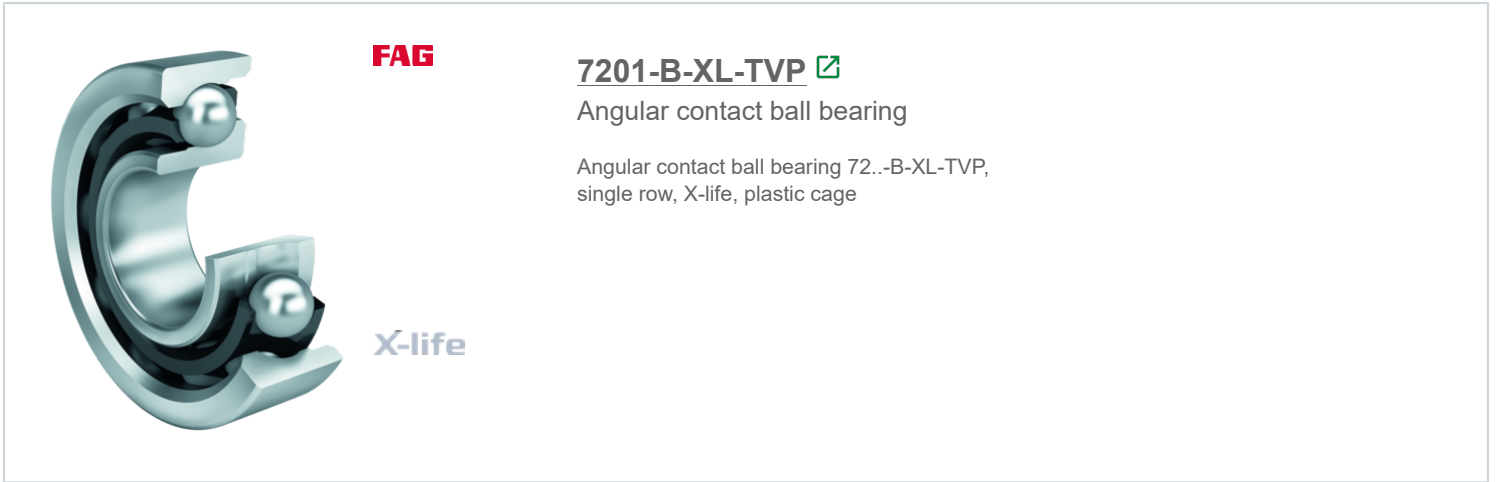 FAG
7201-B-XL-TVP
Angular contact ball bearing
Angular contact ball bearing 72..-B-XL-TVP,
single row, X-life, plastic cage
X-life